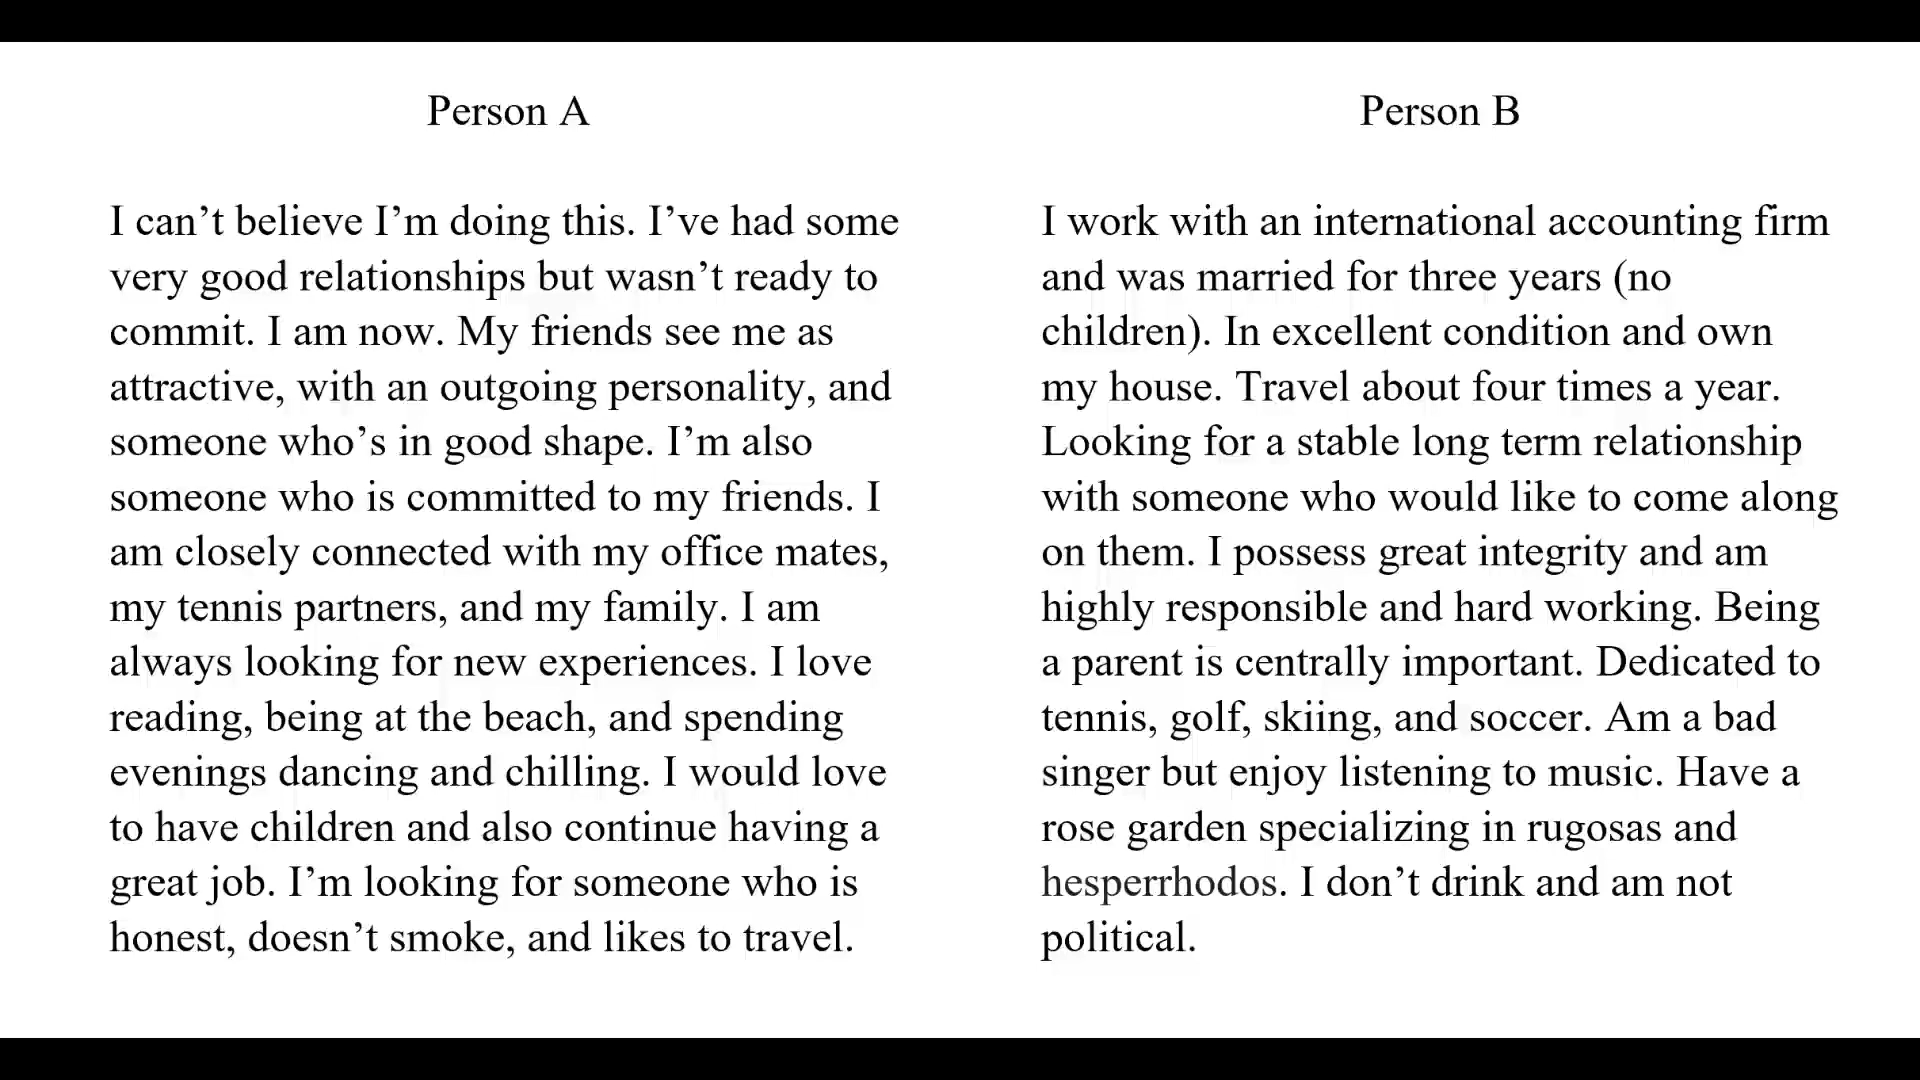 Person A
I can’t believe I’m doing this. I’ve had some
very good relationships but wasn’t ready to
commit. I am now. My friends see me as
attractive, with an outgoing personality, and
someone who’s in good shape. I’m also
someone who is committed to my friends. I
am closely connected with my office mates,
my tennis partners, and my family. I am
always looking for new experiences. I love
reading, being at the beach, and spending
evenings dancing and chilling. I would love
to have children and also continue having a
great job. I’m looking for someone who is
honest, doesn’t smoke, and likes to travel.
Person B
I work with an international accounting firm
and was married for three years (no
children). In excellent condition and own
my house. Travel about four times a year.
Looking for a stable long term relationship
with someone who would like to come along
on them. I possess great integrity and am
highly responsible and hard working. Being
a parent is centrally important. Dedicated to
tennis, golf, skiing, and soccer. Am a bad
singer but enjoy listening to music. Have a
rose garden specializing in rugosas and
hesperrhodos. I don’t drink and am not
political.